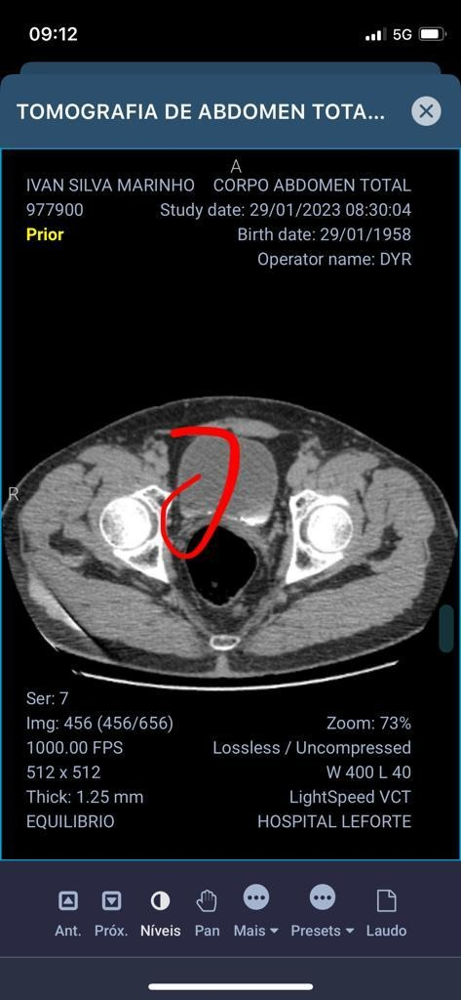 09:12 5G
TOMOGRAFIA DE ABDOMEN TOTA...
A
IVAN SILVA MARINHO CORPO ABDOMEN TOTAL
977900 Study date: 29/01/2023 08:30:04
Prior Birth date: 29/01/1958
Operator name: DYR
R
Ser: 7
Img: 456 (456/656) Zoom: 73%
1000.00 FPS Lossless / Uncompressed
512 x 512 W 400 L 40
Thick: 1.25 mm LightSpeed VCT
EQUILIBRIO HOSPITAL LEFORTE
Ant. Próx. Níveis Pan Mais Presets Laudo